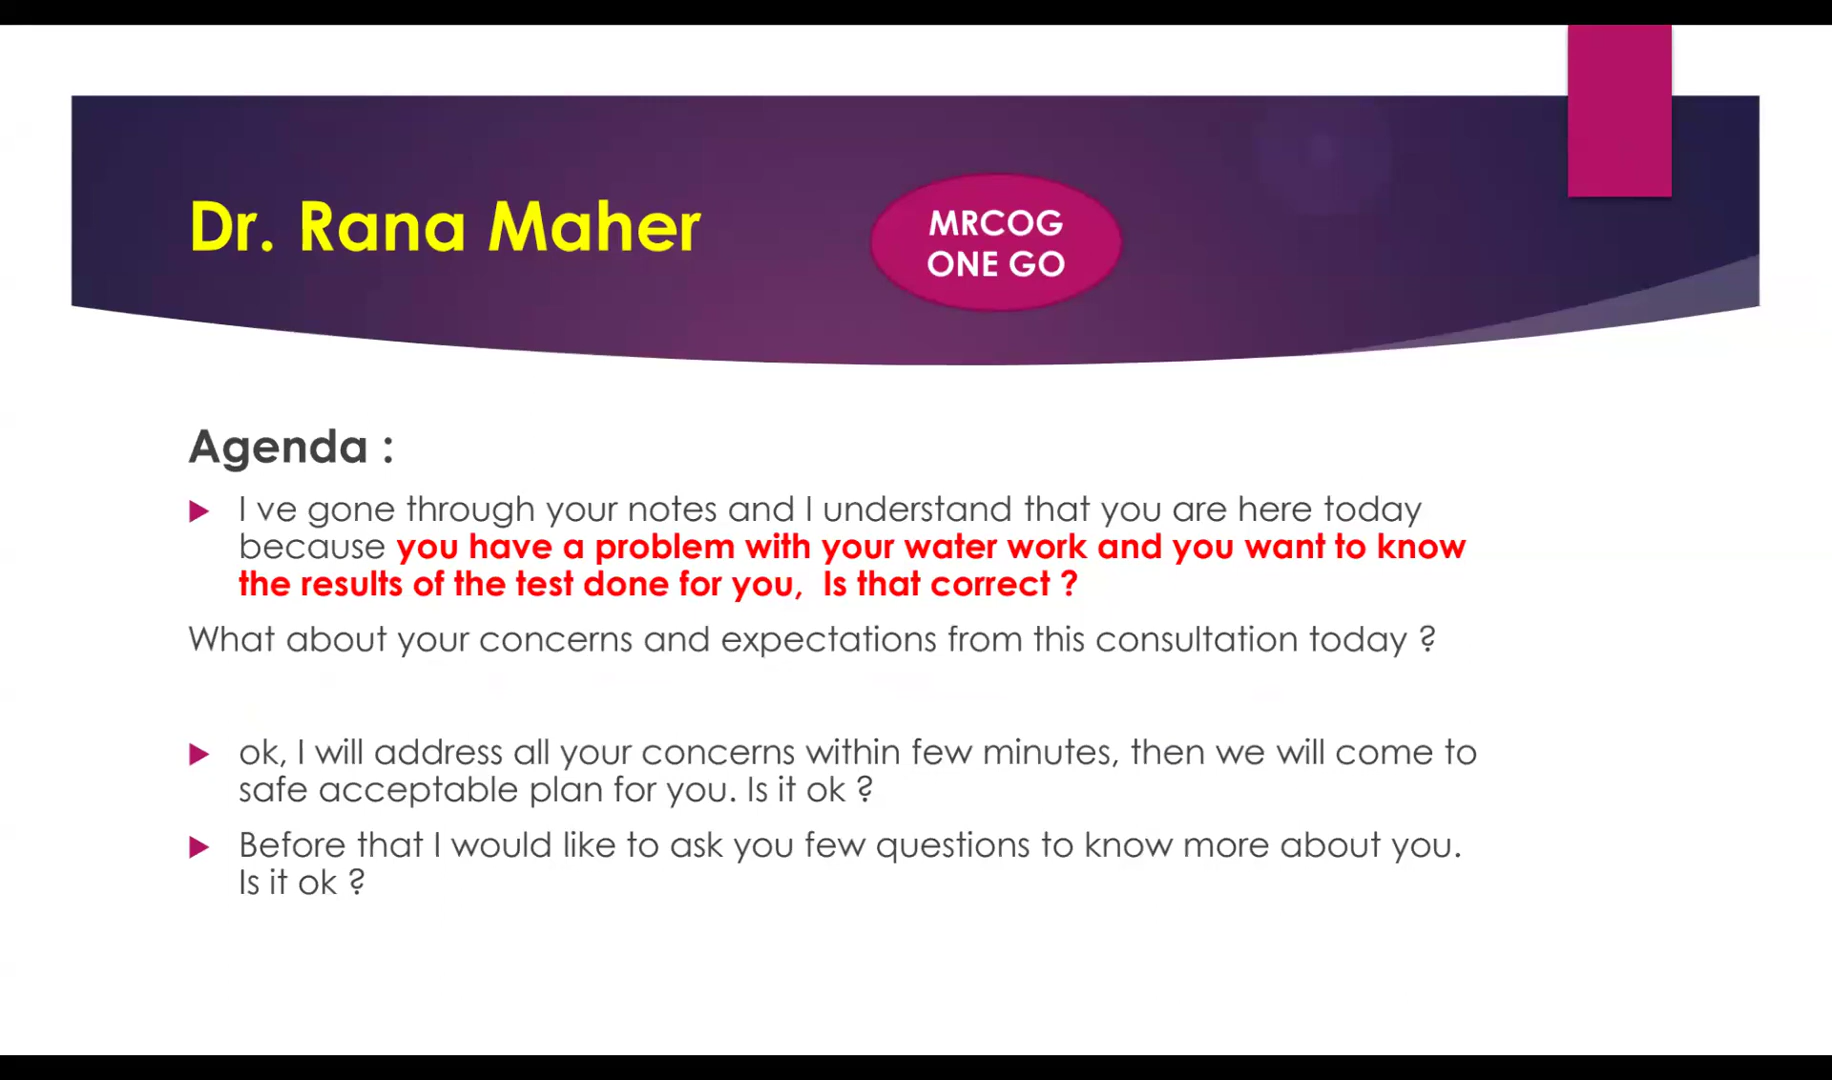 Dr. Rana Maher
MRCOG
ONE GO
Agenda :
I ve gone through your notes and I understand that you are here today
because you have a problem with your water work and you want to know
the results of the test done for you,  Is that correct ?
What about your concerns and expectations from this consultation today ?
ok, I will address all your concerns within few minutes, then we will come to
safe acceptable plan for you. Is it ok ?
Before that I would like to ask you few questions to know more about you.
Is it ok ?